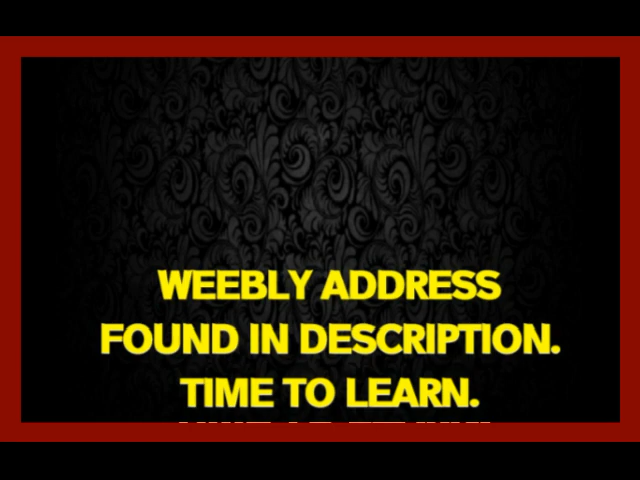 WEEBLY ADDRESS
FOUND IN DESCRIPTION.
TIME TO LEARN.